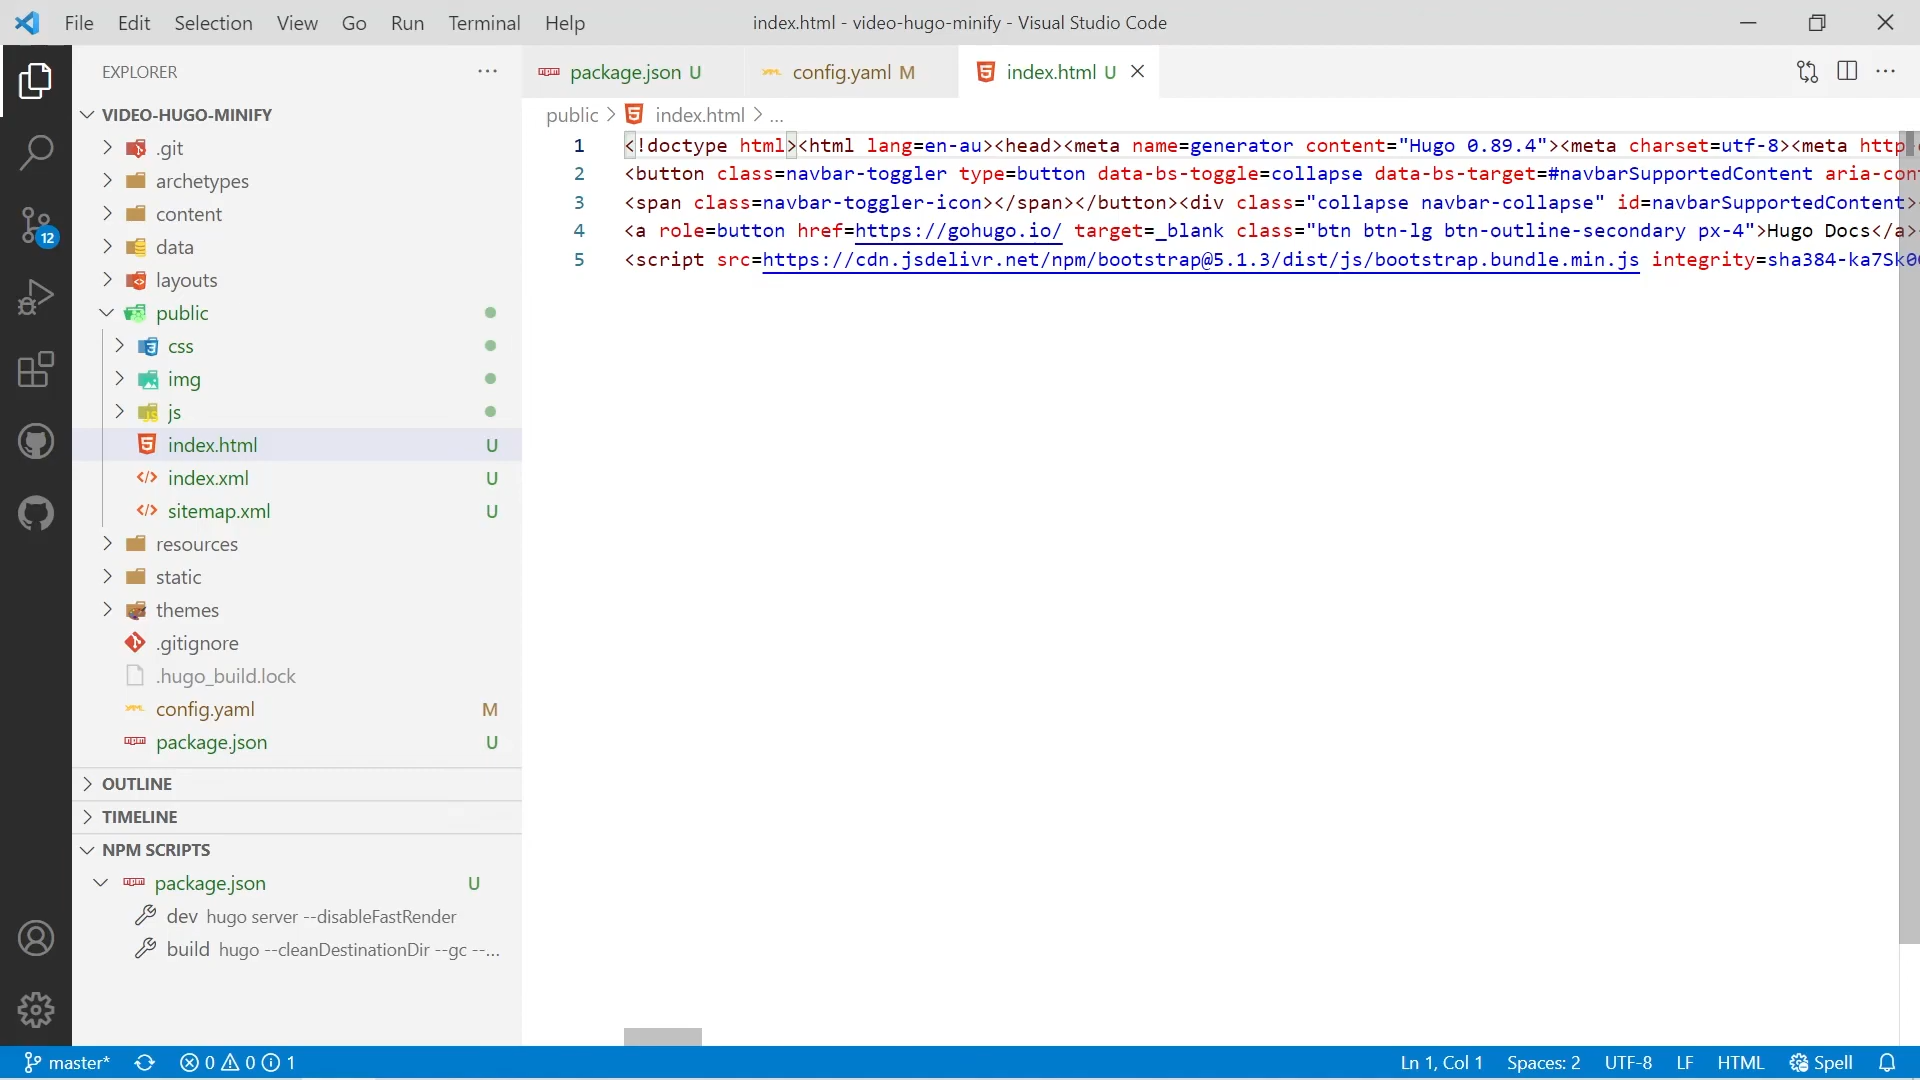 File Edit Selection View Go Run Terminal Help
index.html - video-hugo-minify - Visual Studio Code
EXPLORER
package.json U
config.yaml M
index.html U
VIDEO-HUGO-MINIFY
.git
archetypes
content
data
layouts
public
css
img
js
index.html U
index.xml U
sitemap.xml U
resources
static
themes
.gitignore
.hugo_build.lock
config.yaml M
package.json U
OUTLINE
TIMELINE
NPM SCRIPTS
package.json U
dev hugo server --disableFastRender
build hugo --cleanDestinationDir --gc --...
12
public > index.html > ...
1 <!doctype html><html lang=en-au><head><meta name=generator content="Hugo 0.89.4"><meta charset=utf-8><meta http
2 <button class=navbar-toggler type=button data-bs-toggle=collapse data-bs-target=#navbarSupportedContent aria-con
3 <span class=navbar-toggler-icon></span></button><div class="collapse navbar-collapse" id=navbarSupportedContent>
4 <a role=button href=https://gohugo.io/ target=_blank class="btn btn-lg btn-outline-secondary px-4">Hugo Docs</a>
5 <script src=https://cdn.jsdelivr.net/npm/bootstrap@5.1.3/dist/js/bootstrap.bundle.min.js integrity=sha384-ka7Sk0
master* 0 0 1
Ln 1, Col 1 Spaces: 2 UTF-8 LF HTML Spell